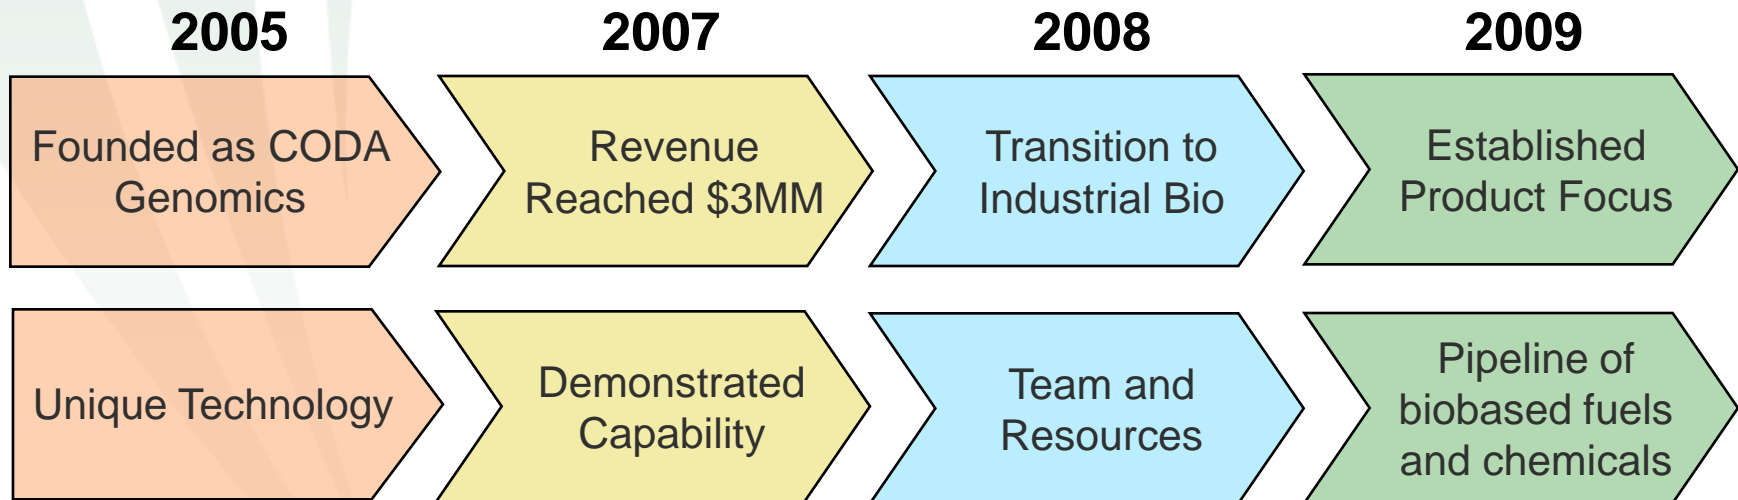 2005
2007
2008
2009
Founded as CODA
Genomics
Revenue
Reached $3MM
Transition to
Industrial Bio
Established
Product Focus
Unique Technology
Demonstrated
Capability
Team and
Resources
Pipeline of
biobased fuels
and chemicals